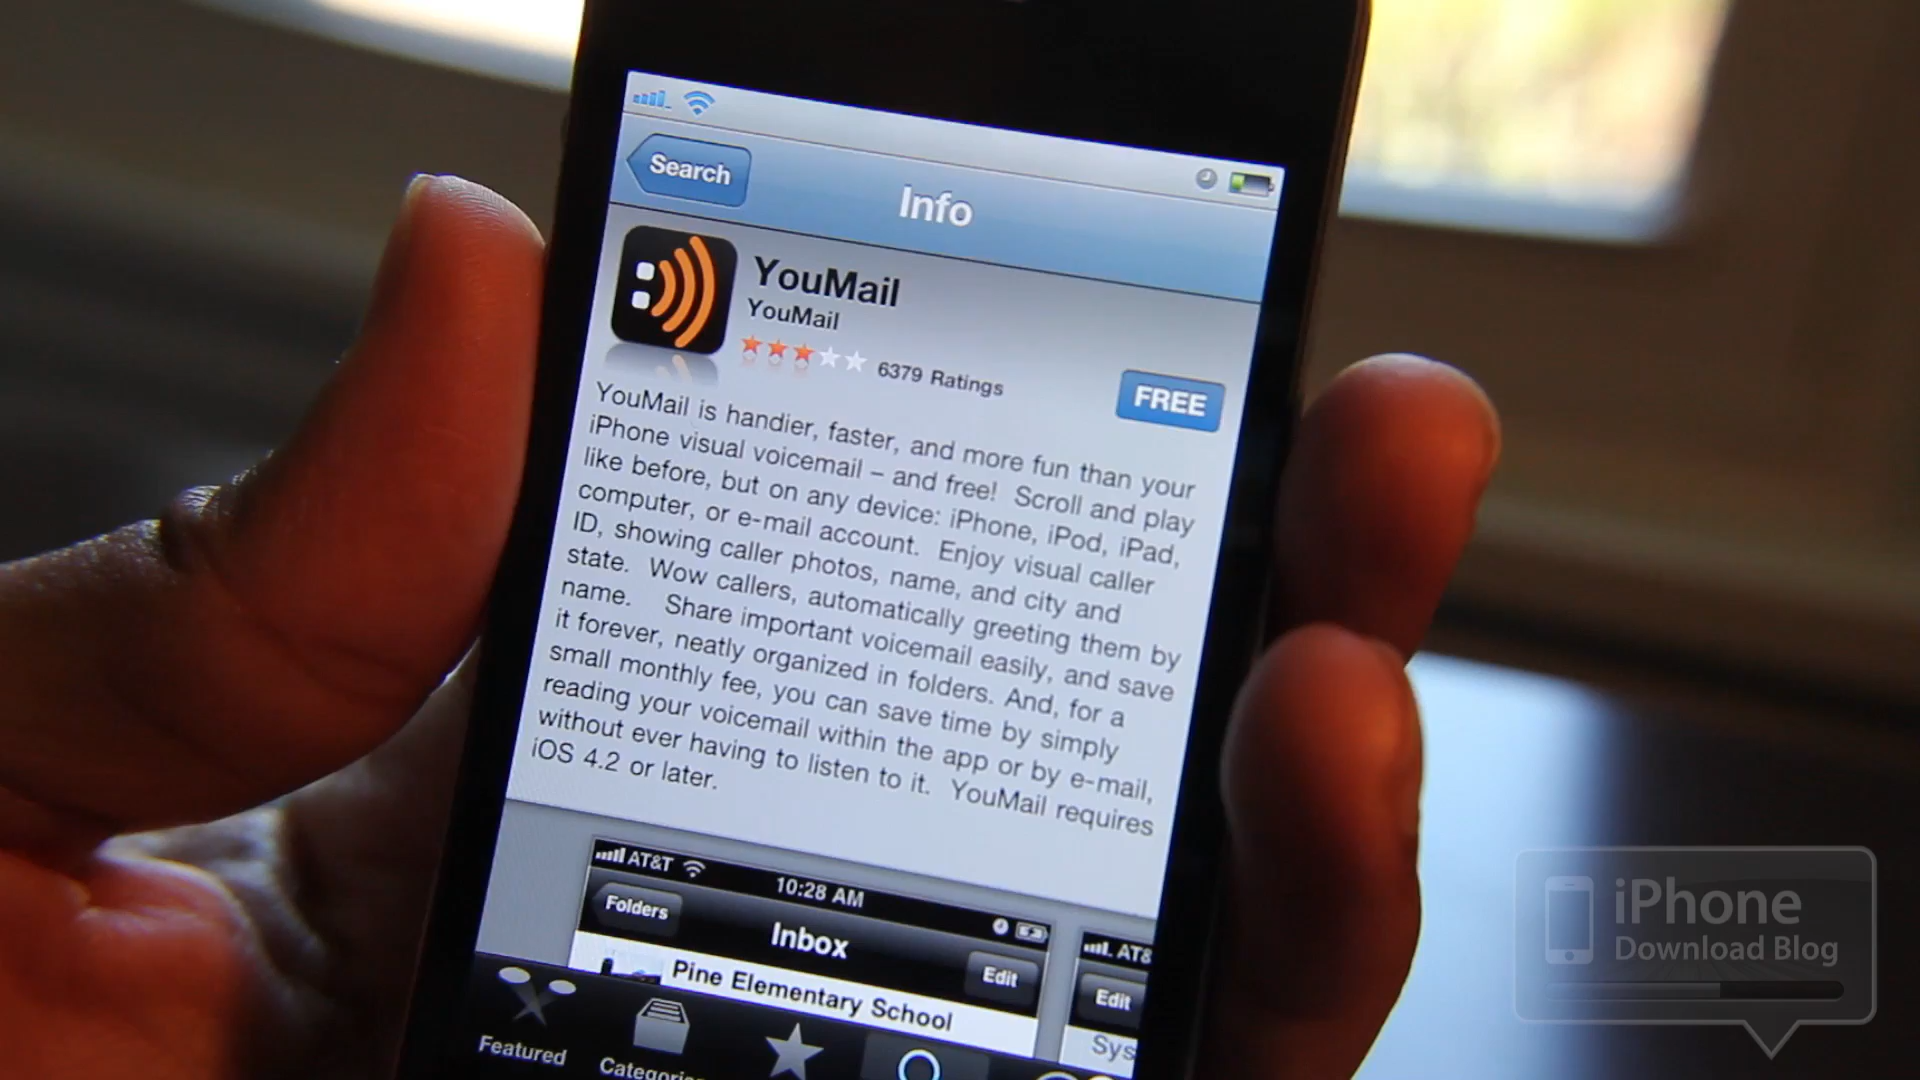 Search
Info
YouMail
YouMail
6379 Ratings
FREE
YouMail is handier, faster, and more fun than your
iPhone visual voicemail – and free! Scroll and play
like before, but on any device: iPhone, iPod, iPad,
computer, or e-mail account. Enjoy visual caller
ID, showing caller photos, name, and city and
state. Wow callers, automatically greeting them by
name. Share important voicemail easily, and save
it forever, neatly organized in folders. And, for a
small monthly fee, you can save time by simply
reading your voicemail within the app or by e-mail,
without ever having to listen to it. YouMail requires
iOS 4.2 or later.
AT&T
10:28 AM
Folders
Inbox
Edit
Pine Elementary School
AT&
Edit
Sys
Featured
iPhone
Download Blog